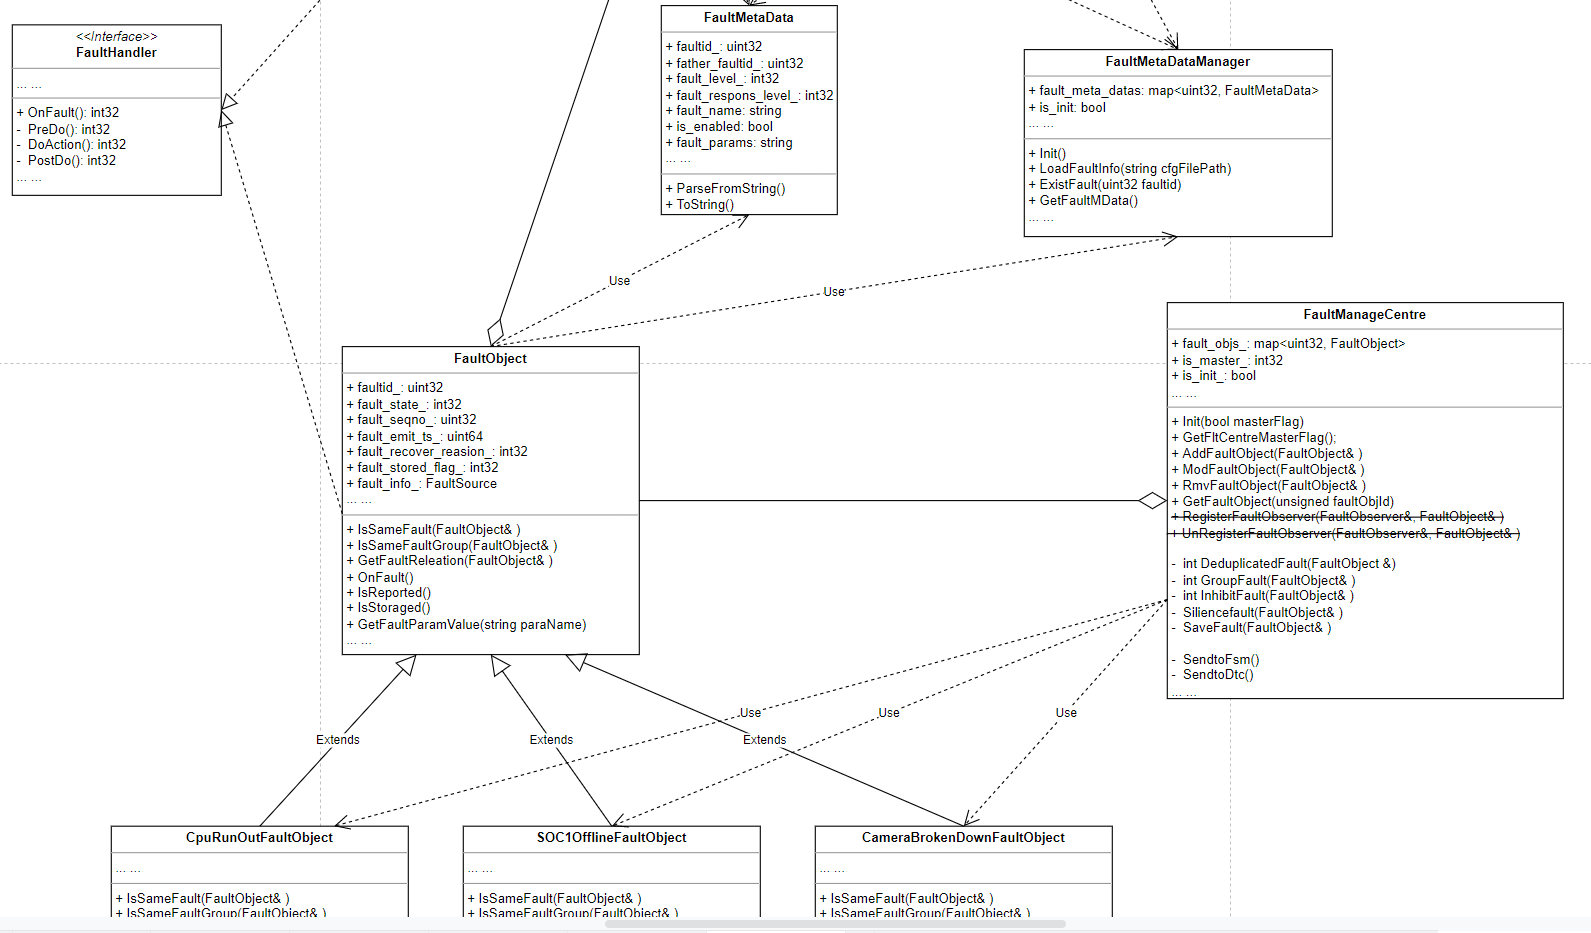 <<Interface>>
FaultHandler
... ...
+ OnFault(): int32
- PreDo(): int32
- DoAction(): int32
- PostDo(): int32
... ...
FaultMetaData
+ faultid_: uint32
+ father_faultid_: uint32
+ fault_level_: int32
+ fault_respons_level_: int32
+ fault_name: string
+ is_enabled: bool
+ fault_params: string
... ...
+ ParseFromString()
+ ToString()
FaultMetaDataManager
+ fault_meta_datas: map<uint32, FaultMetaData>
+ is_init: bool
... ...
+ Init()
+ LoadFaultInfo(string cfgFilePath)
+ ExistFault(uint32 faultid)
+ GetFaultMData()
... ...
Use
Use
FaultObject
+ faultid_: uint32
+ fault_state_: int32
+ fault_seqno_: uint32
+ fault_emit_ts_: uint64
+ fault_recover_reasion_: int32
+ fault_stored_flag_: int32
+ fault_info_: FaultSource
... ...
+ IsSameFault(FaultObject& )
+ IsSameFaultGroup(FaultObject& )
+ GetFaultReleation(FaultObject& )
+ OnFault()
+ IsReported()
+ IsStoraged()
+ GetFaultParamValue(string paraName)
... ...
FaultManageCentre
+ fault_objs_: map<uint32, FaultObject>
+ is_master_: int32
+ is_init_: bool
... ...
+ Init(bool masterFlag)
+ GetFltCentreMasterFlag();
+ AddFaultObject(FaultObject& )
+ ModFaultObject(FaultObject& )
+ RmvFaultObject(FaultObject& )
+ GetFaultObject(unsigned faultObjId)
+ RegisterFaultObserver(FaultObserver&, FaultObject& )
+ UnRegisterFaultObserver(FaultObserver&, FaultObject& )
- int DeduplicatedFault(FaultObject &)
- int GroupFault(FaultObject& )
- int InhibitFault(FaultObject& )
- Siliencefault(FaultObject& )
- SaveFault(FaultObject& )
- SendtoFsm()
- SendtoDtc()
... ...
Use
Use
Use
Extends
Extends
Extends
CpuRunOutFaultObject
... ...
+ IsSameFault(FaultObject& )
+ IsSameFaultGroup(FaultObject& )
SOC1OfflineFaultObject
... ...
+ IsSameFault(FaultObject& )
+ IsSameFaultGroup(FaultObject& )
CameraBrokenDownFaultObject
... ...
+ IsSameFault(FaultObject& )
+ IsSameFaultGroup(FaultObject& )